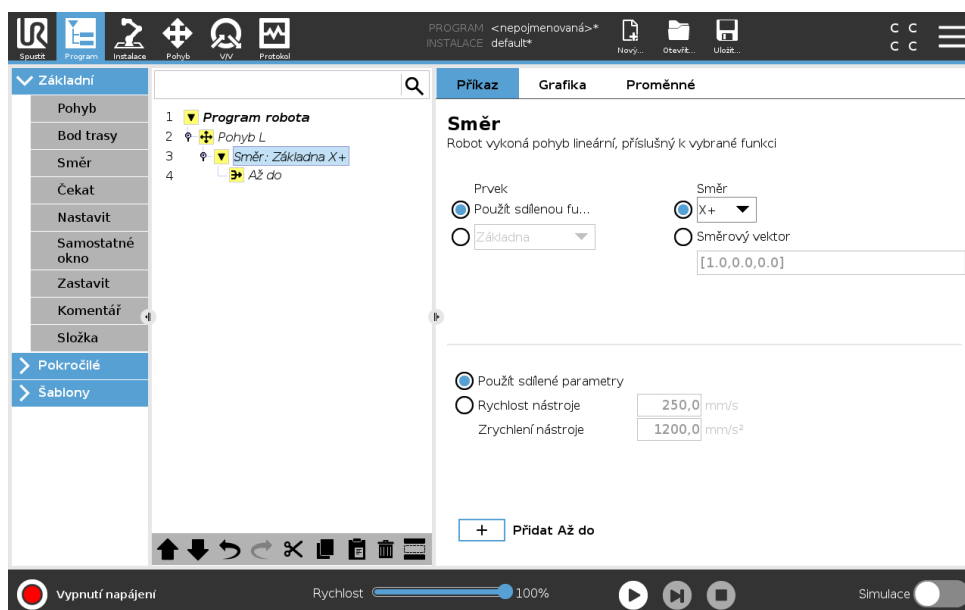 UR
PROGRAM <nepojmenovaná>*
INSTALACE default*
C C
C C
Spustit Program Instalace Pohyb V/V Protokol Nový... Otevřít... Uložit...
Základní
Pohyb
Bod trasy
Směr
Čekat
Nastavit
Samostatné
okno
Zastavit
Komentář
Složka
Pokročilé
Šablony
1 Program robota
2 Pohyb L
3 Směr: Základna X+
4 Až do
Příkaz Grafika Proměnné
Směr
Robot vykoná pohyb lineární, příslušný k vybrané funkci
Prvek Směr
Použít sdílenou fu... X+
Základna Směrový vektor
[1.0,0.0,0.0]
Použít sdílené parametry
Rychlost nástroje 250,0 mm/s
Zrychlení nástroje 1200,0 mm/s²
+ Přidat Až do
Vypnutí napájení Rychlost 100% Simulace